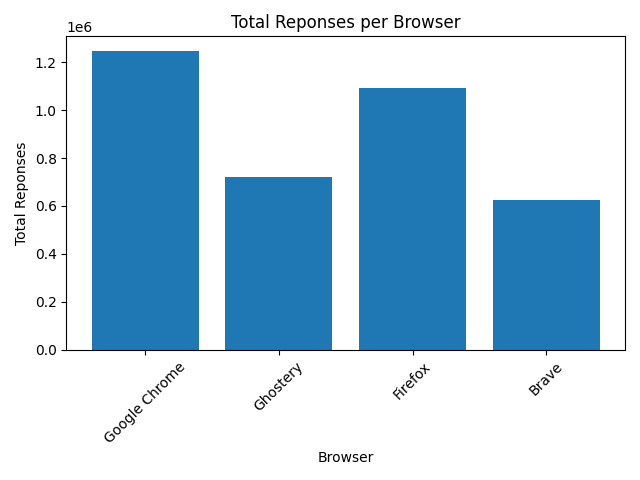 Total Reponses per Browser
1e6
1.2
1.0
0.8
0.6
0.4
0.2
0.0
Total Reponses
Google Chrome
Ghostery
Firefox
Brave
Browser